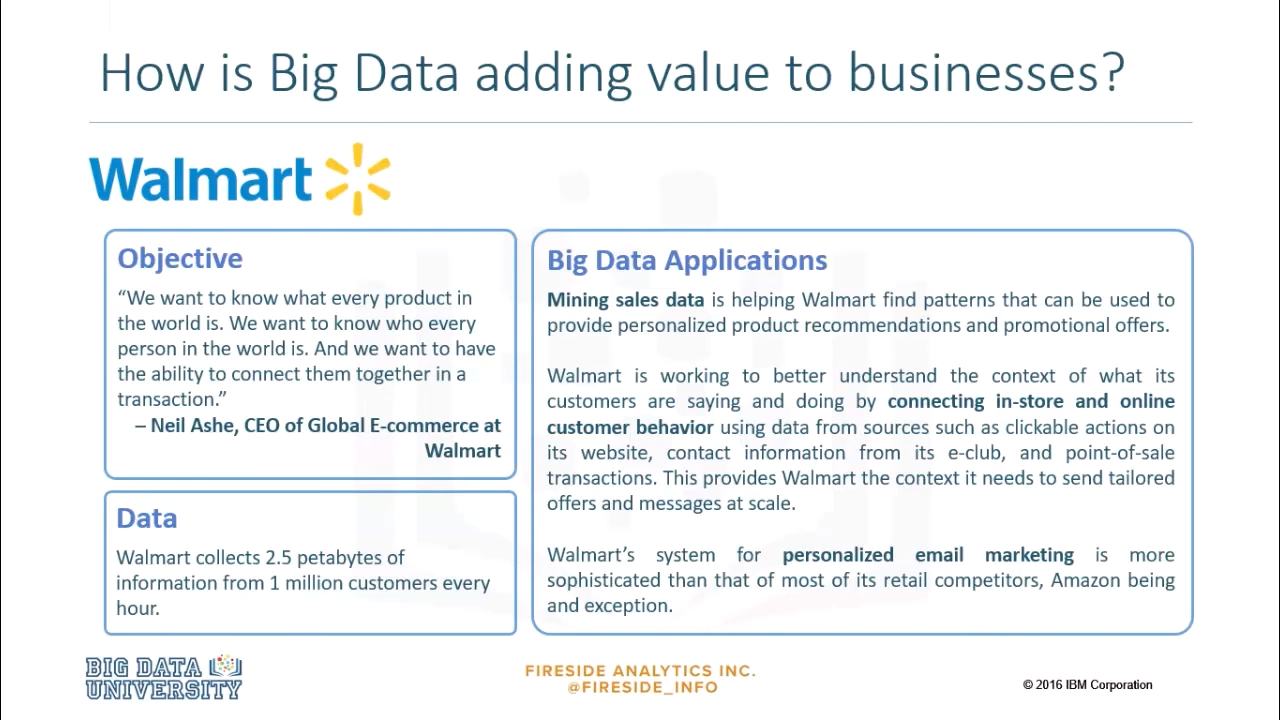 How is Big Data adding value to businesses?
Walmart
Objective
“We want to know what every product in
the world is. We want to know who every
person in the world is. And we want to have
the ability to connect them together in a
transaction.”
– Neil Ashe, CEO of Global E-commerce at
Walmart
Data
Walmart collects 2.5 petabytes of
information from 1 million customers every
hour.
Big Data Applications
Mining sales data is helping Walmart find patterns that can be used to
provide personalized product recommendations and promotional offers.
Walmart is working to better understand the context of what its
customers are saying and doing by connecting in-store and online
customer behavior using data from sources such as clickable actions on
its website, contact information from its e-club, and point-of-sale
transactions. This provides Walmart the context it needs to send tailored
offers and messages at scale.
Walmart’s system for personalized email marketing is more
sophisticated than that of most of its retail competitors, Amazon being
and exception.
BIG DATA
UNIVERSITY
FIRESIDE ANALYTICS INC.
@FIRESIDE_INFO
© 2016 IBM Corporation